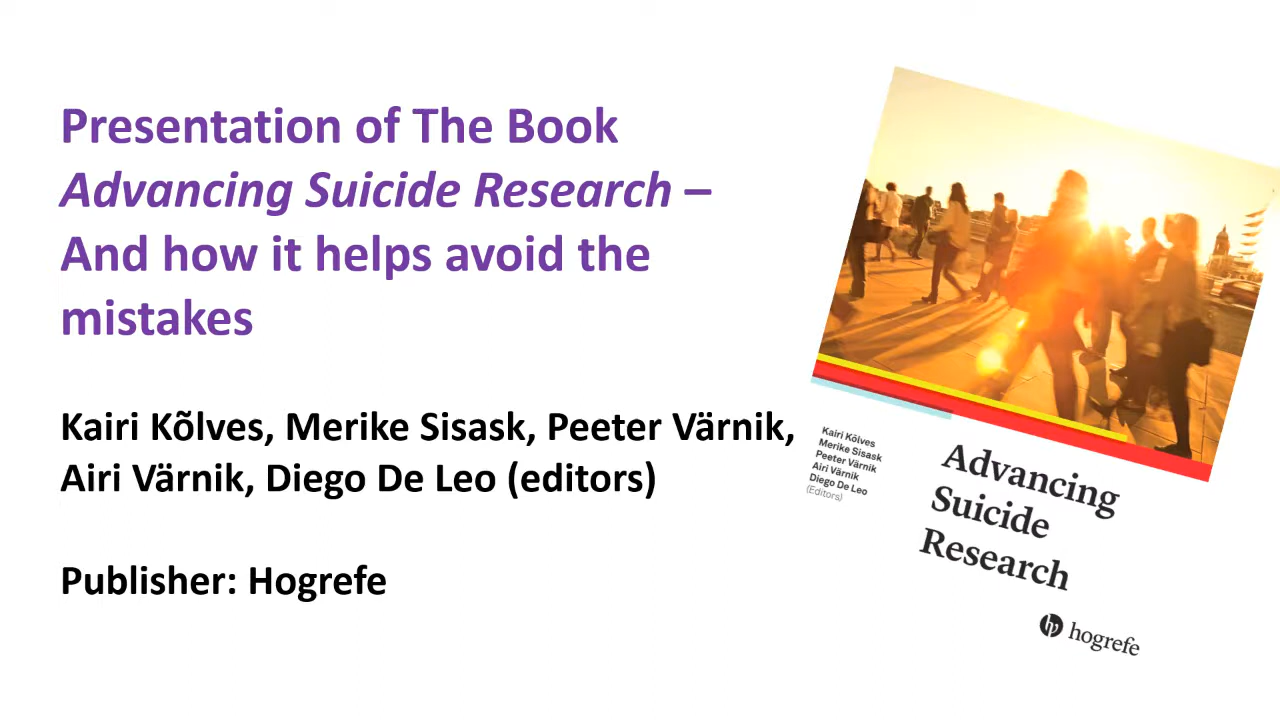 Presentation of The Book
Advancing Suicide Research –
And how it helps avoid the
mistakes
Kairi Kõlves, Merike Sisask, Peeter Värnik,
Airi Värnik, Diego De Leo (editors)
Publisher: Hogrefe
Kairi Kõlves
Merike Sisask
Peeter Värnik
Airi Värnik
Diego De Leo
(Editors)
Advancing
Suicide
Research
hogrefe